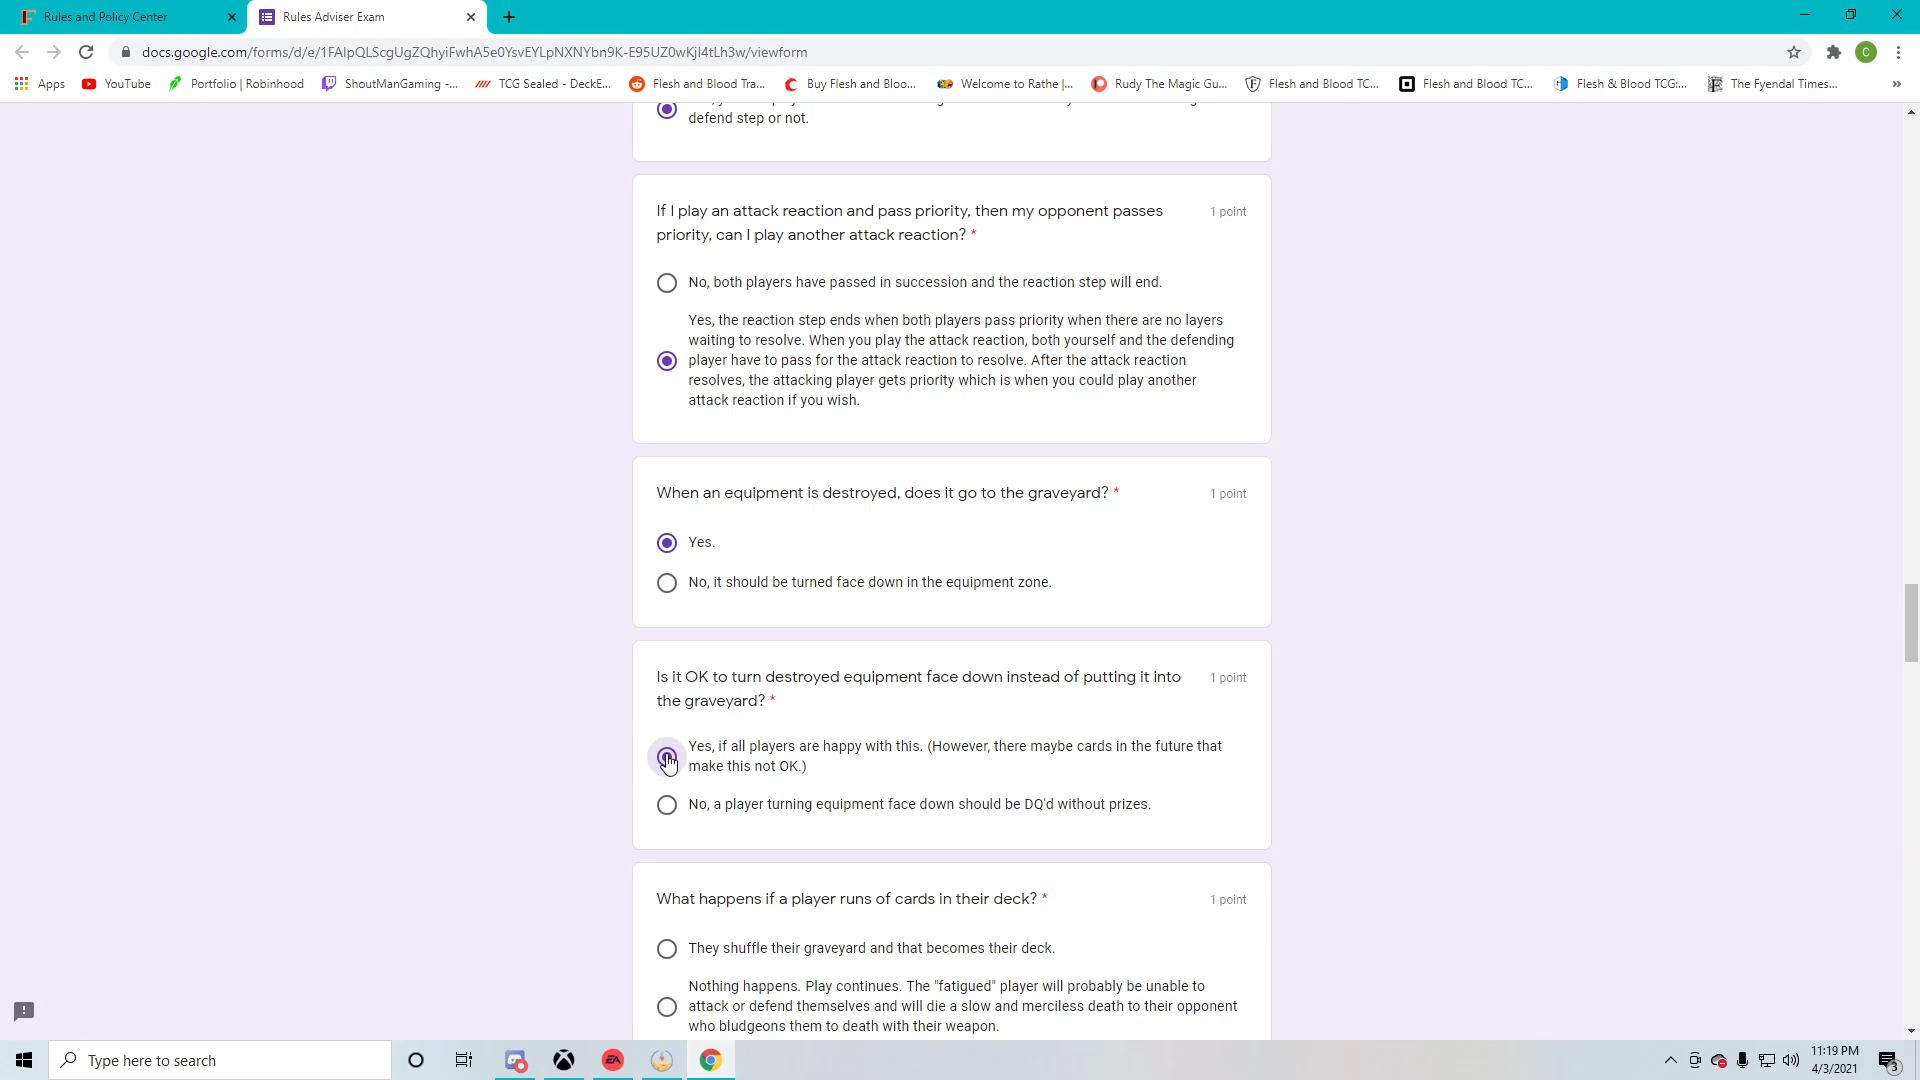 Rules and Policy Center
Rules Adviser Exam
docs.google.com/forms/d/e/1FAIpQLScgUgZQhyiFwhA5e0YsvEYLpNXNYbn9K-E95UZ0wKjI4tLh3w/viewform
C
Apps
YouTube
Portfolio | Robinhood
ShoutManGaming -...
TCG Sealed - DeckE...
Flesh and Blood Tra...
Buy Flesh and Bloo...
Welcome to Rathe |...
Rudy The Magic Gu...
Flesh and Blood TC...
Flesh and Blood TC...
Flesh & Blood TCG:...
The Fyendal Times...
defend step or not.
If I play an attack reaction and pass priority, then my opponent passes
priority, can I play another attack reaction? *
1 point
No, both players have passed in succession and the reaction step will end.
Yes, the reaction step ends when both players pass priority when there are no layers
waiting to resolve. When you play the attack reaction, both yourself and the defending
player have to pass for the attack reaction to resolve. After the attack reaction
resolves, the attacking player gets priority which is when you could play another
attack reaction if you wish.
When an equipment is destroyed, does it go to the graveyard? *
1 point
Yes.
No, it should be turned face down in the equipment zone.
Is it OK to turn destroyed equipment face down instead of putting it into
the graveyard? *
1 point
Yes, if all players are happy with this. (However, there maybe cards in the future that
make this not OK.)
No, a player turning equipment face down should be DQ'd without prizes.
What happens if a player runs of cards in their deck? *
1 point
They shuffle their graveyard and that becomes their deck.
Nothing happens. Play continues. The "fatigued" player will probably be unable to
attack or defend themselves and will die a slow and merciless death to their opponent
who bludgeons them to death with their weapon.
Type here to search
EA
11:19 PM
4/3/2021
3